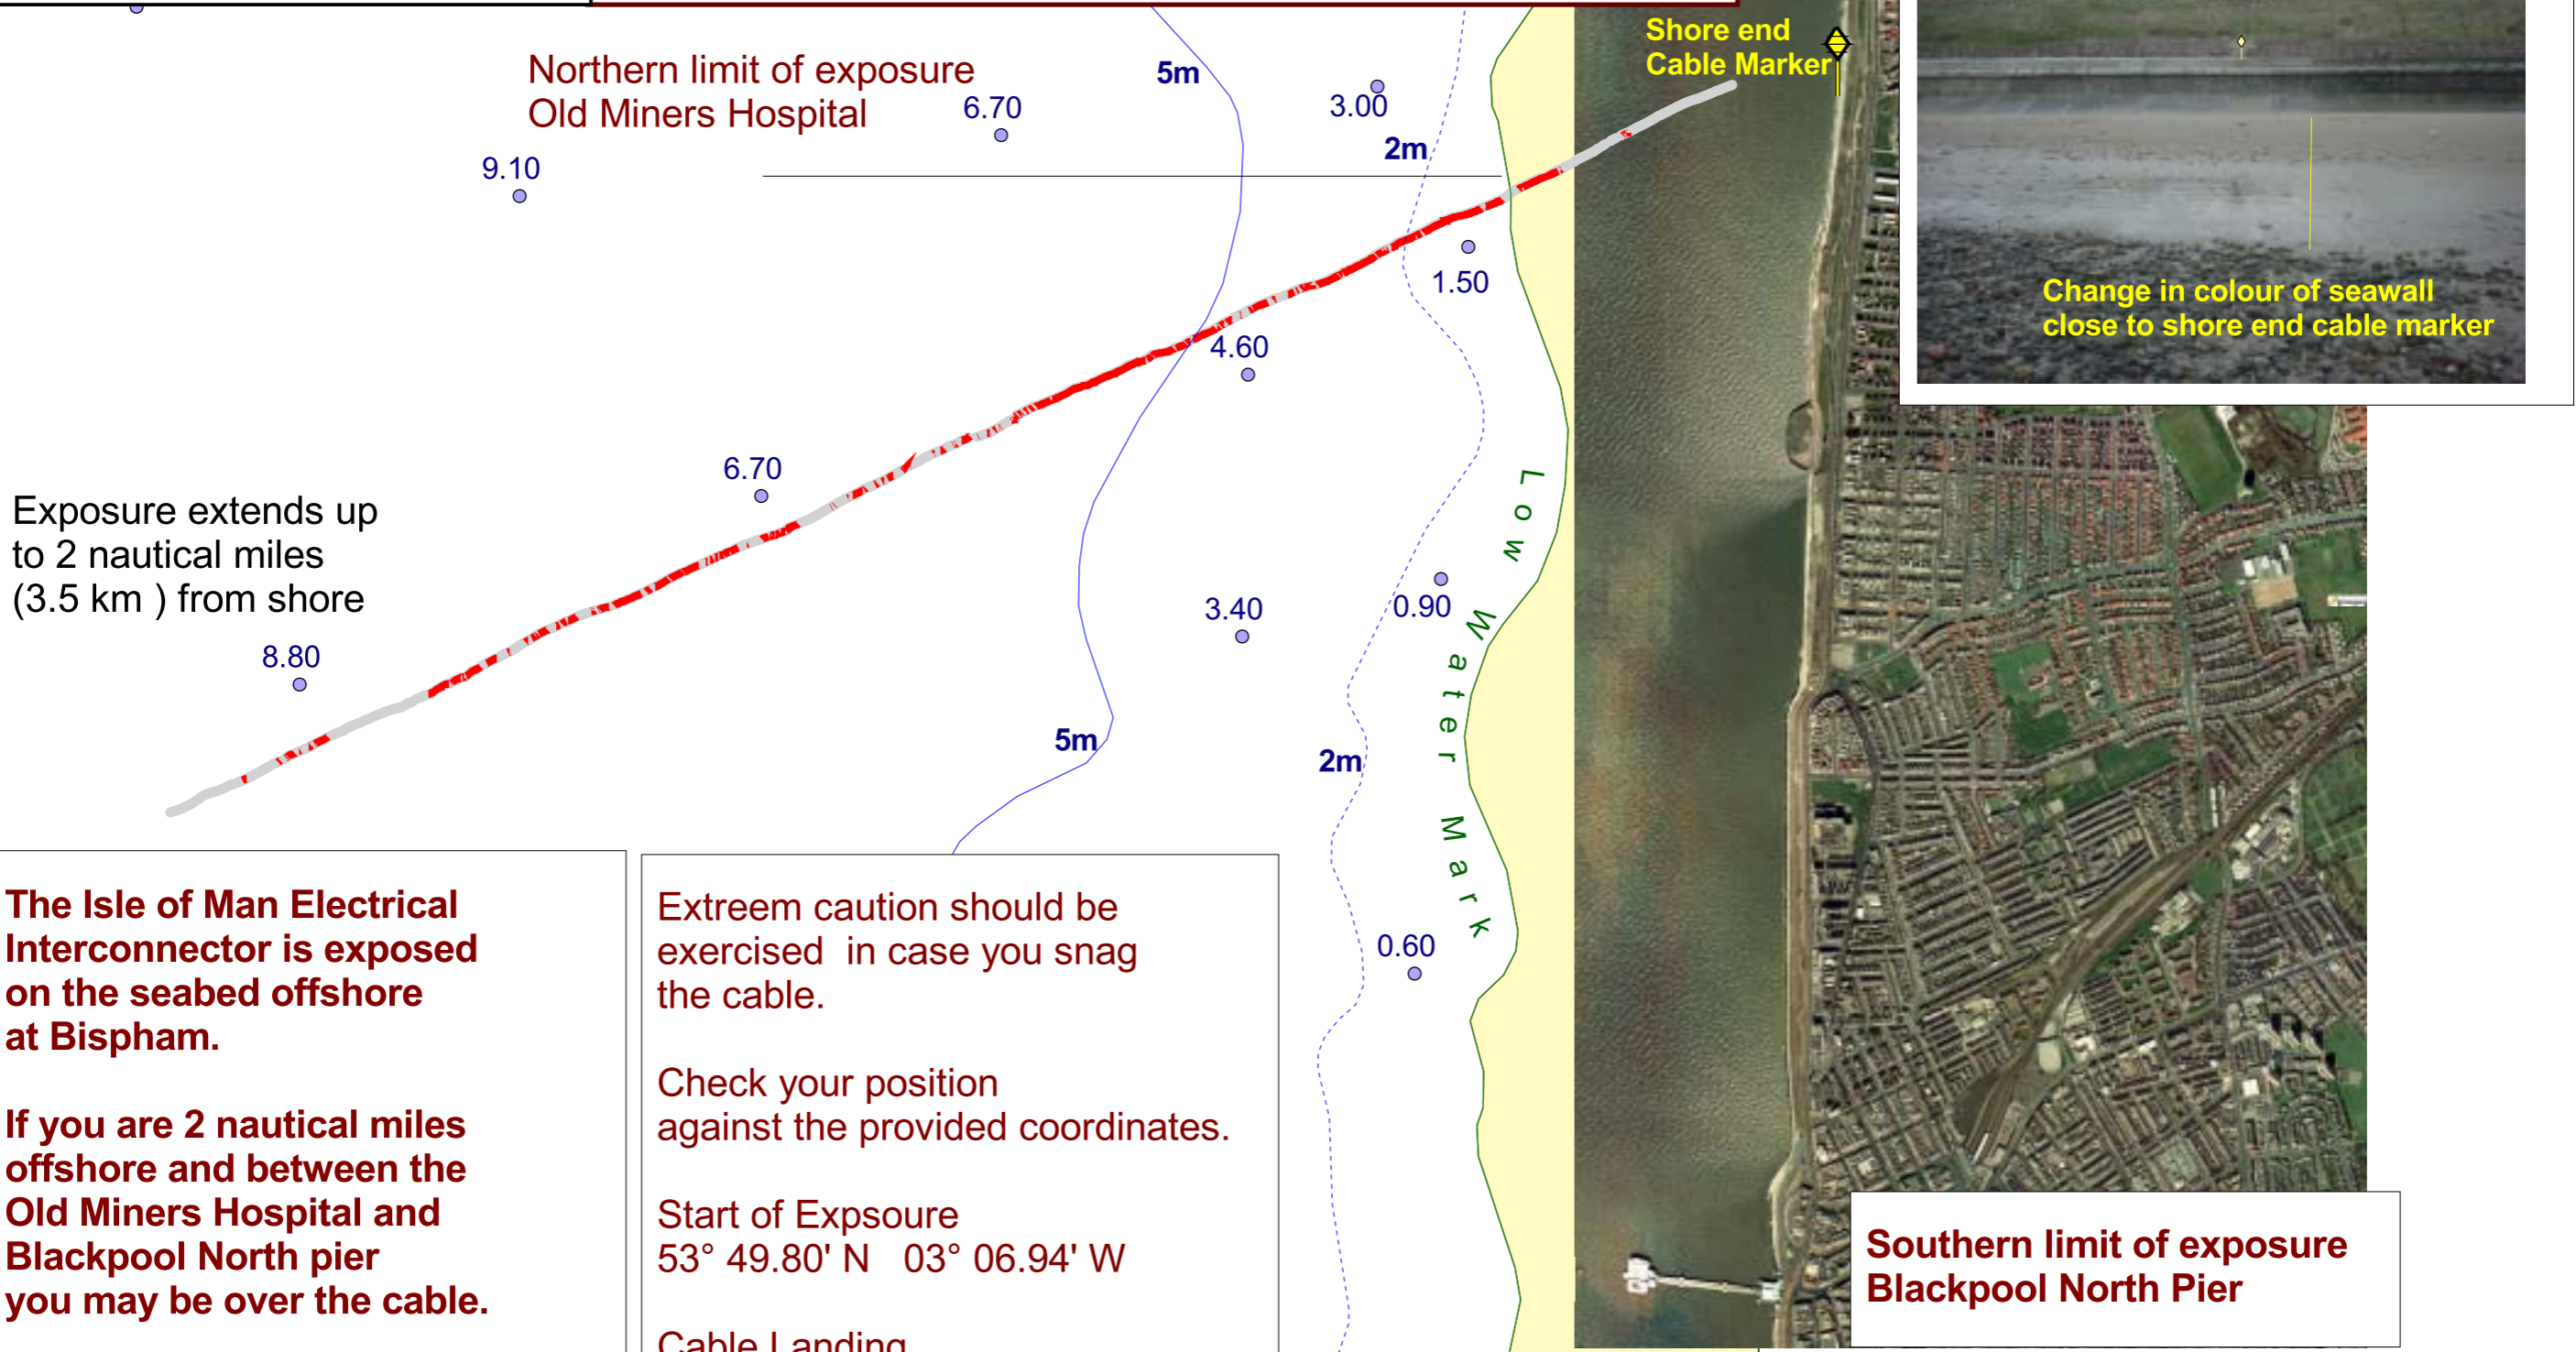 Northern limit of exposure
Old Miners Hospital
Shore end
Cable Marker
5m
6.70
3.00
2m
9.10
1.50
4.60
6.70
Change in colour of seawall
close to shore end cable marker
Exposure extends up
to 2 nautical miles
(3.5 km ) from shore
8.80
3.40
0.90
5m
2m
0.60
Low Water Mark
The Isle of Man Electrical
Interconnector is exposed
on the seabed offshore
at Bispham.
If you are 2 nautical miles
offshore and between the
Old Miners Hospital and
Blackpool North pier
you may be over the cable.
Extreem caution should be
exercised in case you snag
the cable.
Check your position
against the provided coordinates.
Start of Expsoure
53° 49.80' N 03° 06.94' W
Cable Landing
Southern limit of exposure
Blackpool North Pier